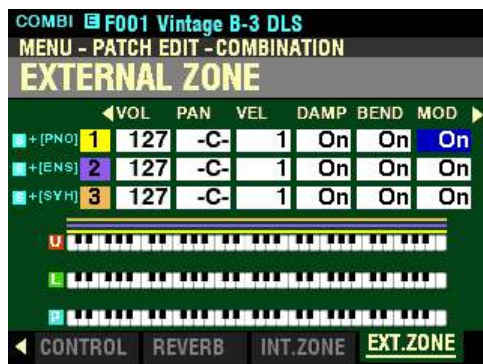 COMBI E F001 Vintage B-3 DLS
MENU - PATCH EDIT - COMBINATION
EXTERNAL ZONE
VOL PAN VEL DAMP BEND MOD
S +[PNO] 1 127 -C- 1 On On On
S +[ENS] 2 127 -C- 1 On On On
S +[SYH] 3 127 -C- 1 On On On
U
L
P
CONTROL REVERB INT.ZONE EXT.ZONE